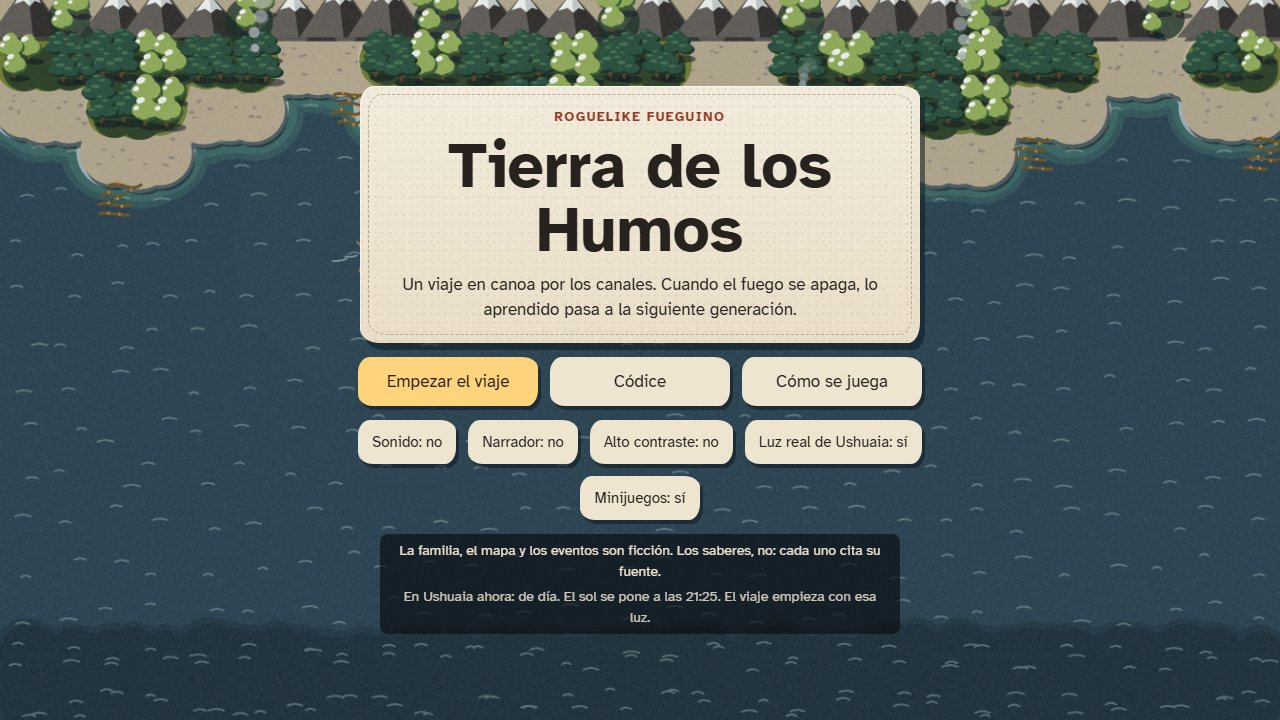 ROGUELIKE FUEGUINO
Tierra de los
Humos
Un viaje en canoa por los canales. Cuando el fuego se apaga, lo
aprendido pasa a la siguiente generación.
Empezar el viaje
Códice
Cómo se juega
Sonido: no
Narrador: no
Alto contraste: no
Luz real de Ushuaia: sí
Minijuegos: sí
La familia, el mapa y los eventos son ficción. Los saberes, no: cada uno cita su
fuente.
En Ushuaia ahora: de día. El sol se pone a las 21:25. El viaje empieza con esa
luz.